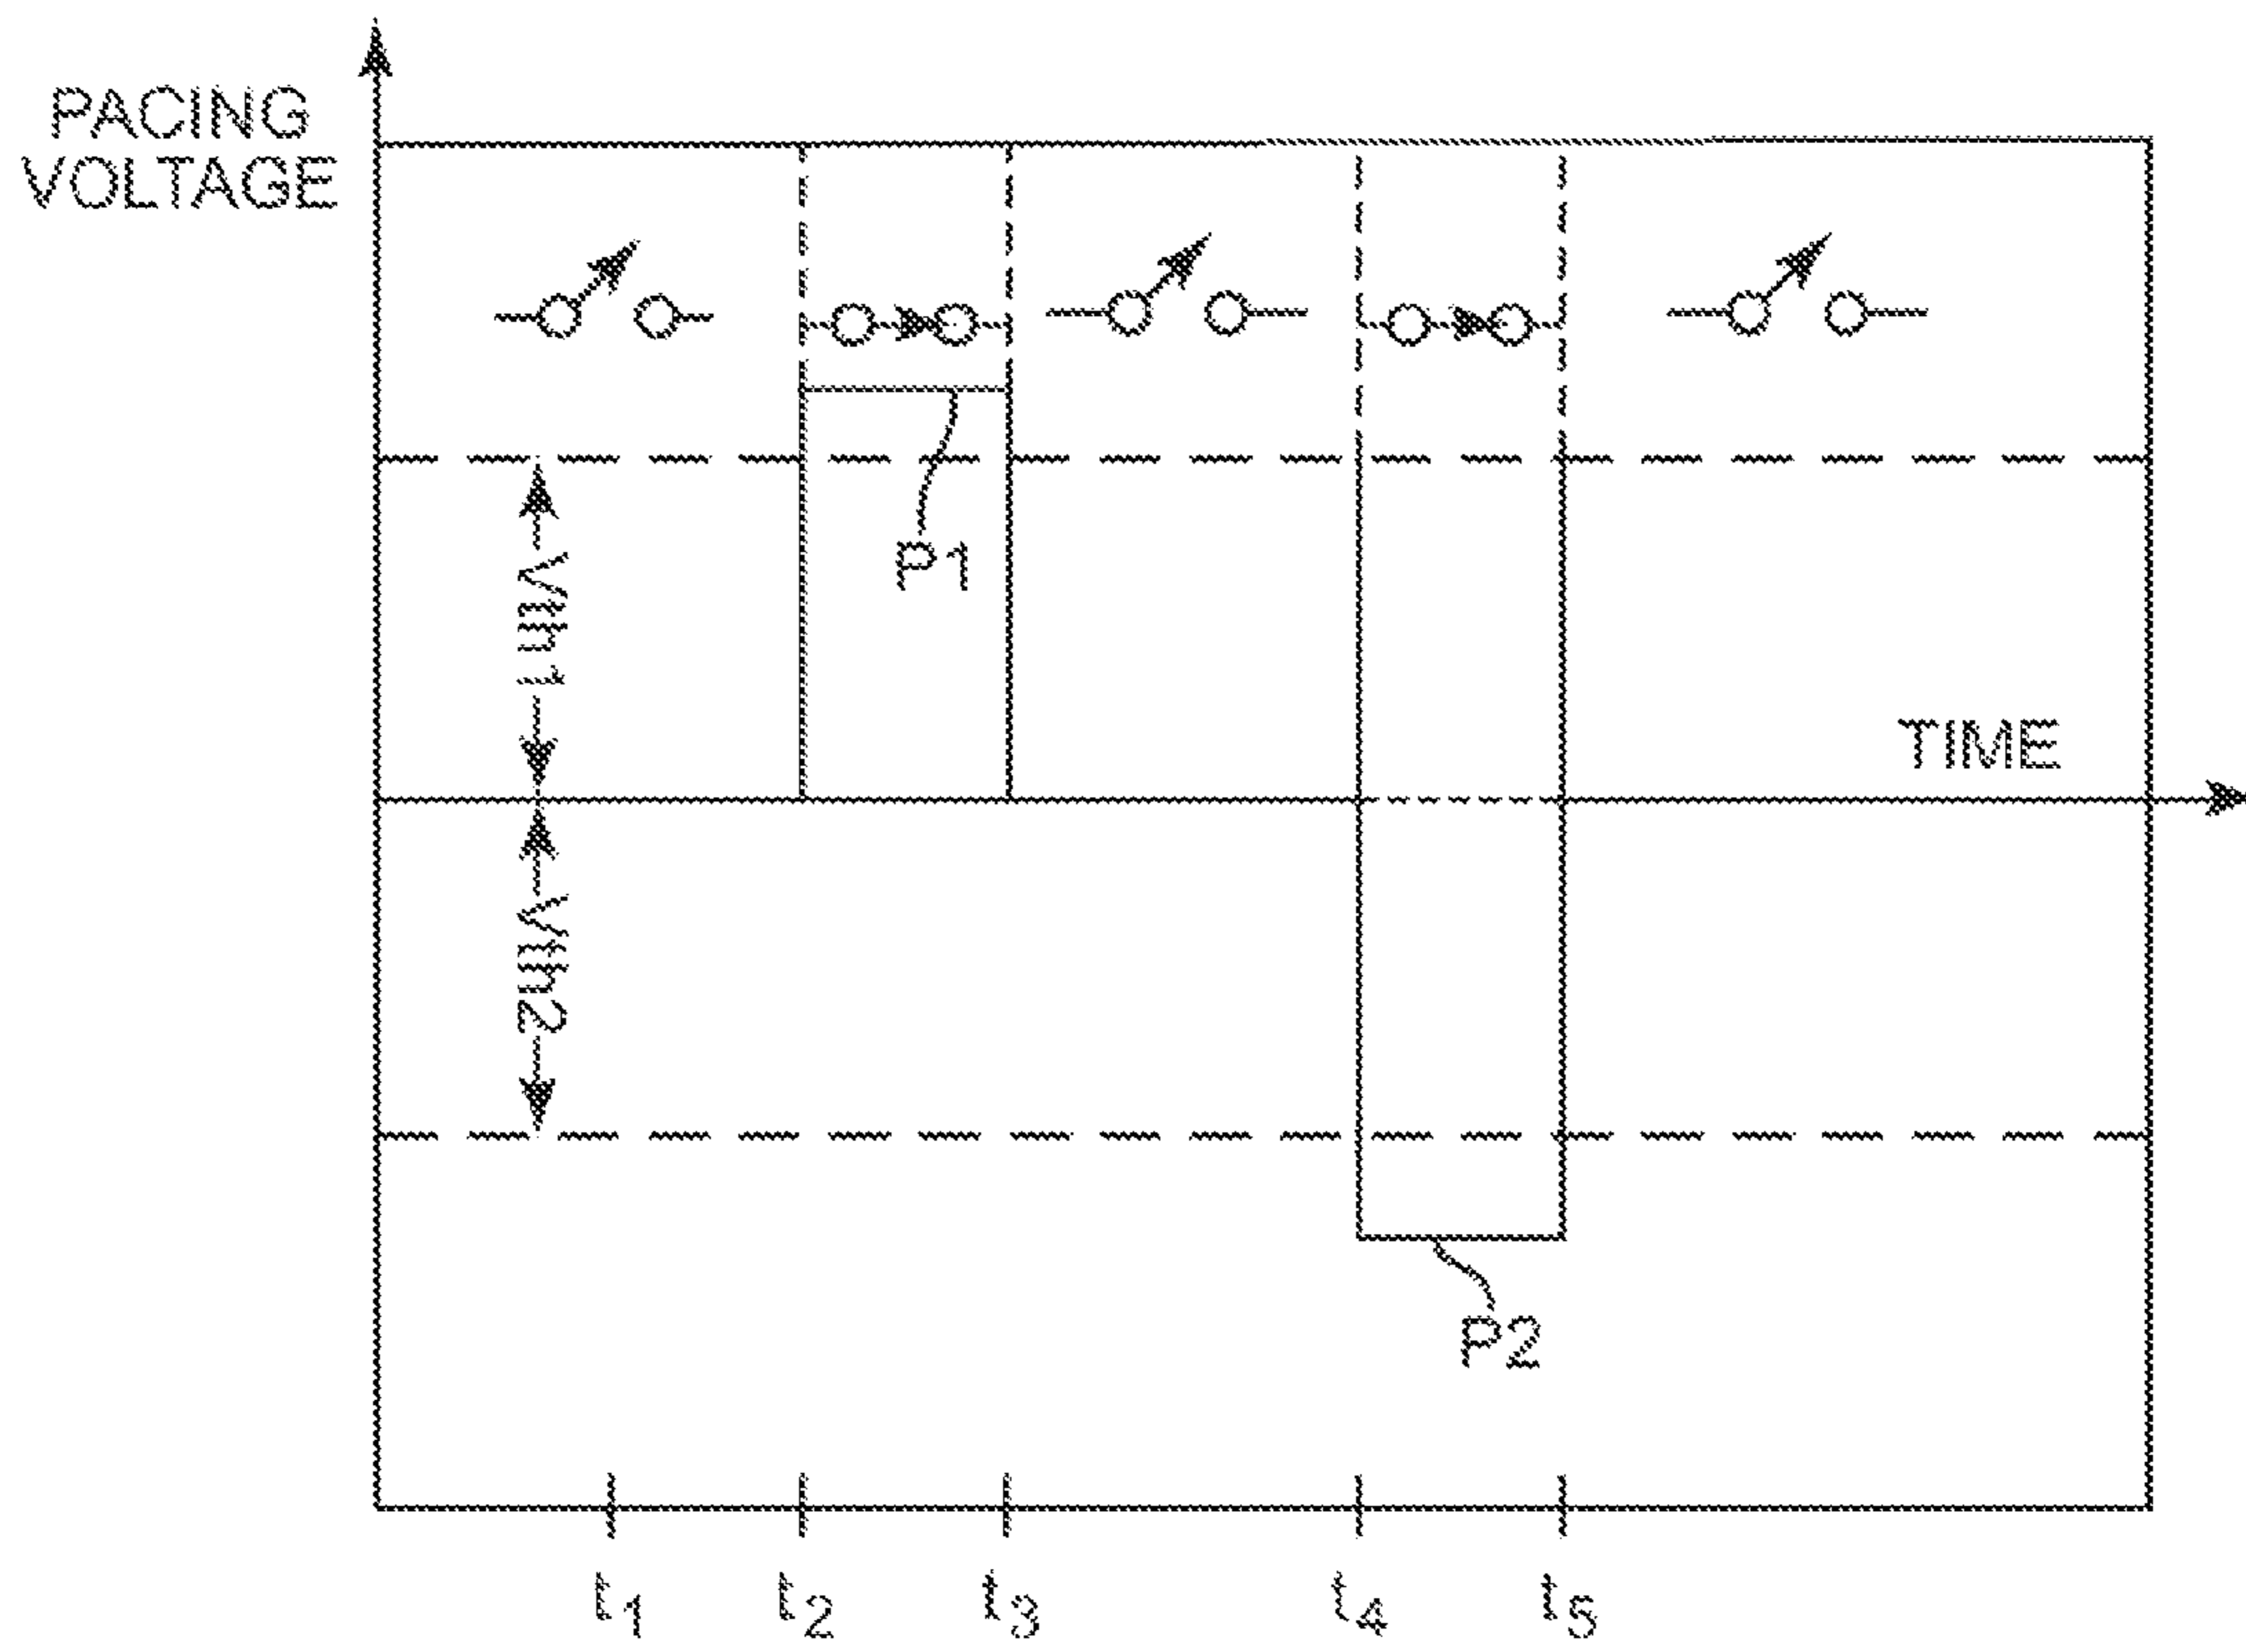 PACING
VOLTAGE
P1
Vth1
TIME
Vth2
P2
t1 t2 t3 t4 t5